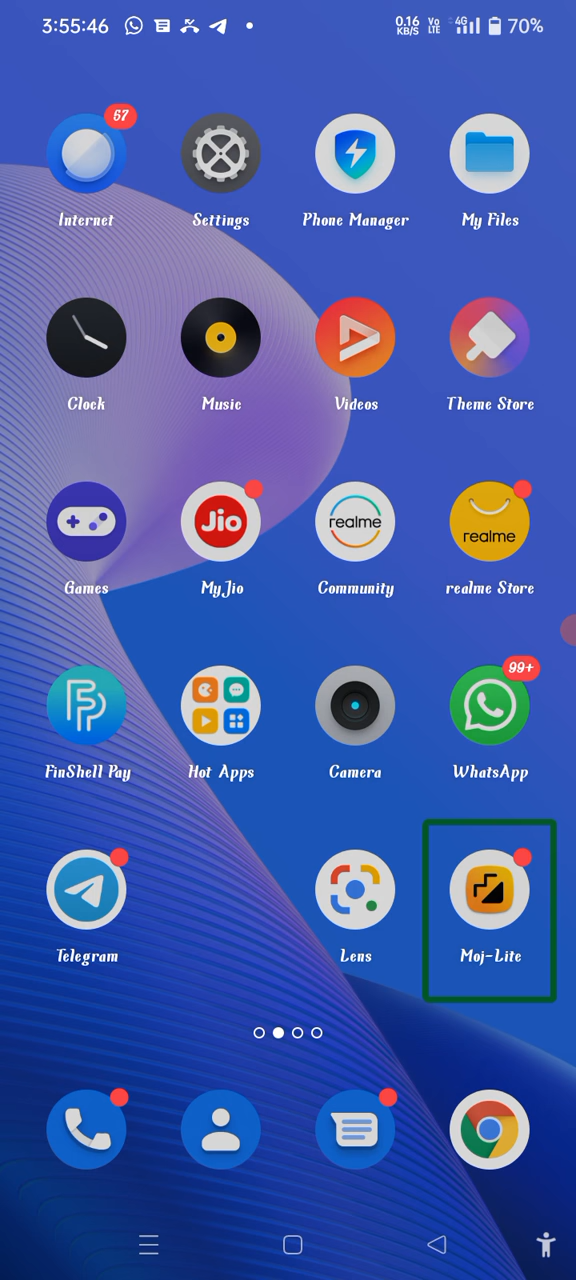 3:55:46 0.16 KB/S Vo LTE 4G 70%
67
Internet Settings Phone Manager My Files
Clock Music Videos Theme Store
Jio realme realme
Games MyJio Community realme Store
99+
FinShell Pay Hot Apps Camera WhatsApp
Telegram Lens Moj-Lite